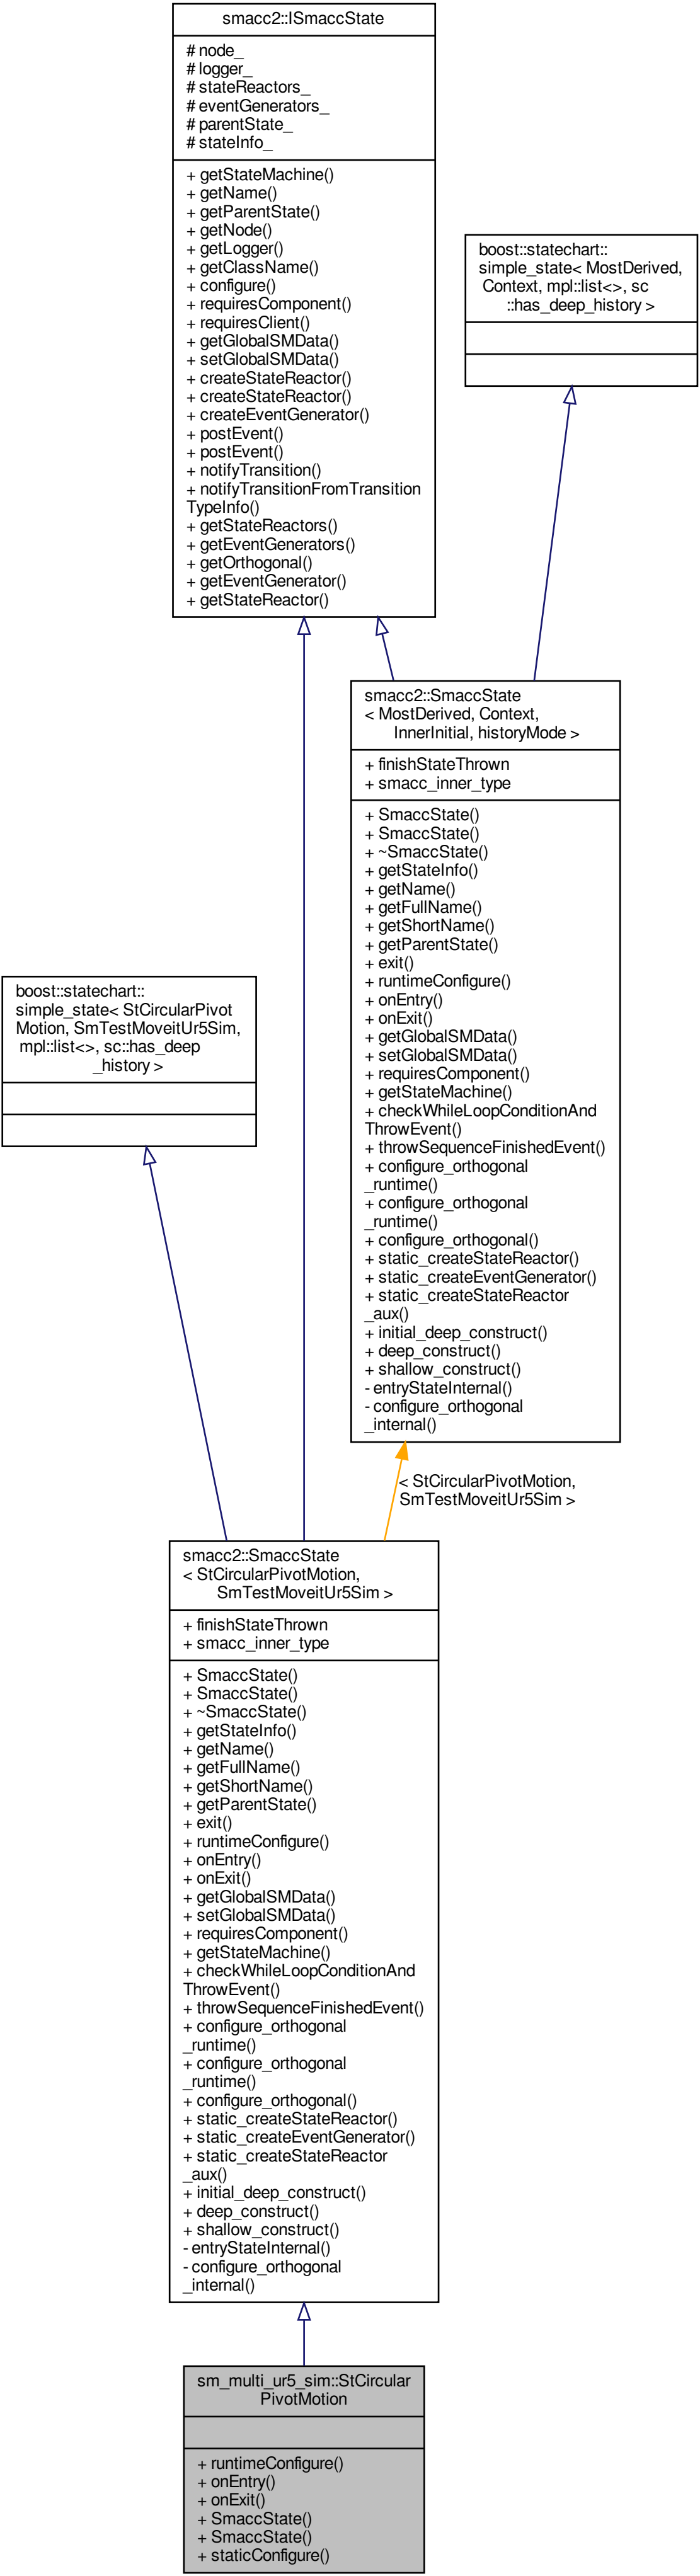 smacc2::ISmaccState
# node_
# logger_
# stateReactors_
# eventGenerators_
# parentState_
# stateInfo_
+ getStateMachine()
+ getName()
+ getParentState()
+ getNode()
+ getLogger()
+ getClassName()
+ configure()
+ requiresComponent()
+ requiresClient()
+ getGlobalSMData()
+ setGlobalSMData()
+ createStateReactor()
+ createStateReactor()
+ createEventGenerator()
+ postEvent()
+ postEvent()
+ notifyTransition()
+ notifyTransitionFromTransition
TypeInfo()
+ getStateReactors()
+ getEventGenerators()
+ getOrthogonal()
+ getEventGenerator()
+ getStateReactor()
boost::statechart::
simple_state< MostDerived,
Context, mpl::list<>, sc
::has_deep_history >
smacc2::SmaccState
< MostDerived, Context,
InnerInitial, historyMode >
+ finishStateThrown
+ smacc_inner_type
+ SmaccState()
+ SmaccState()
+ ~SmaccState()
+ getStateInfo()
+ getName()
+ getFullName()
+ getShortName()
+ getParentState()
+ exit()
+ runtimeConfigure()
+ onEntry()
+ onExit()
+ getGlobalSMData()
+ setGlobalSMData()
+ requiresComponent()
+ getStateMachine()
+ checkWhileLoopConditionAnd
ThrowEvent()
+ throwSequenceFinishedEvent()
+ configure_orthogonal
_runtime()
+ configure_orthogonal
_runtime()
+ configure_orthogonal()
+ static_createStateReactor()
+ static_createEventGenerator()
+ static_createStateReactor
_aux()
+ initial_deep_construct()
+ deep_construct()
+ shallow_construct()
- entryStateInternal()
- configure_orthogonal
_internal()
boost::statechart::
simple_state< StCircularPivot
Motion, SmTestMoveitUr5Sim,
mpl::list<>, sc::has_deep
_history >
< StCircularPivotMotion,
SmTestMoveitUr5Sim >
smacc2::SmaccState
< StCircularPivotMotion,
SmTestMoveitUr5Sim >
+ finishStateThrown
+ smacc_inner_type
+ SmaccState()
+ SmaccState()
+ ~SmaccState()
+ getStateInfo()
+ getName()
+ getFullName()
+ getShortName()
+ getParentState()
+ exit()
+ runtimeConfigure()
+ onEntry()
+ onExit()
+ getGlobalSMData()
+ setGlobalSMData()
+ requiresComponent()
+ getStateMachine()
+ checkWhileLoopConditionAnd
ThrowEvent()
+ throwSequenceFinishedEvent()
+ configure_orthogonal
_runtime()
+ configure_orthogonal
_runtime()
+ configure_orthogonal()
+ static_createStateReactor()
+ static_createEventGenerator()
+ static_createStateReactor
_aux()
+ initial_deep_construct()
+ deep_construct()
+ shallow_construct()
- entryStateInternal()
- configure_orthogonal
_internal()
sm_multi_ur5_sim::StCircular
PivotMotion
+ runtimeConfigure()
+ onEntry()
+ onExit()
+ SmaccState()
+ SmaccState()
+ staticConfigure()